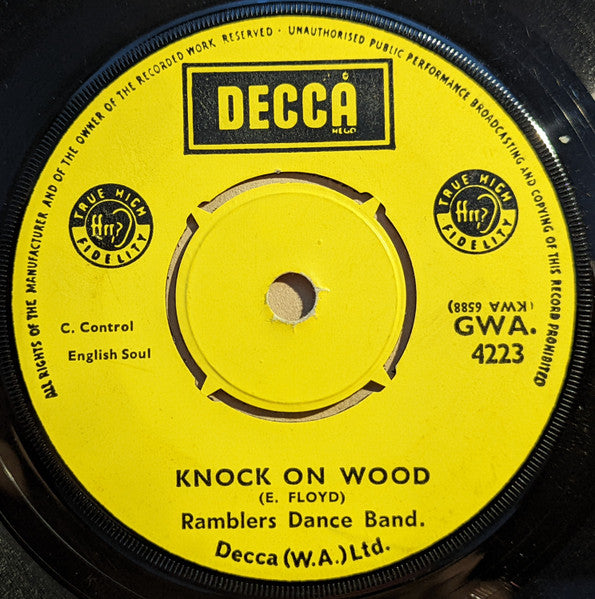 ALL RIGHTS OF THE MANUFACTURER AND OF THE OWNER OF THE RECORDED WORK RESERVED · UNAUTHORISED PUBLIC PERFORMANCE BROADCASTING AND COPYING OF THIS RECORD PROHIBITED
DECCA
TRUE HIGH
FIDELITY
TRUE HIGH
FIDELITY
C. Control
English Soul
(KWA 6588)
GWA.
4223
KNOCK ON WOOD
(E. FLOYD)
Ramblers Dance Band.
Decca (W.A.) Ltd.